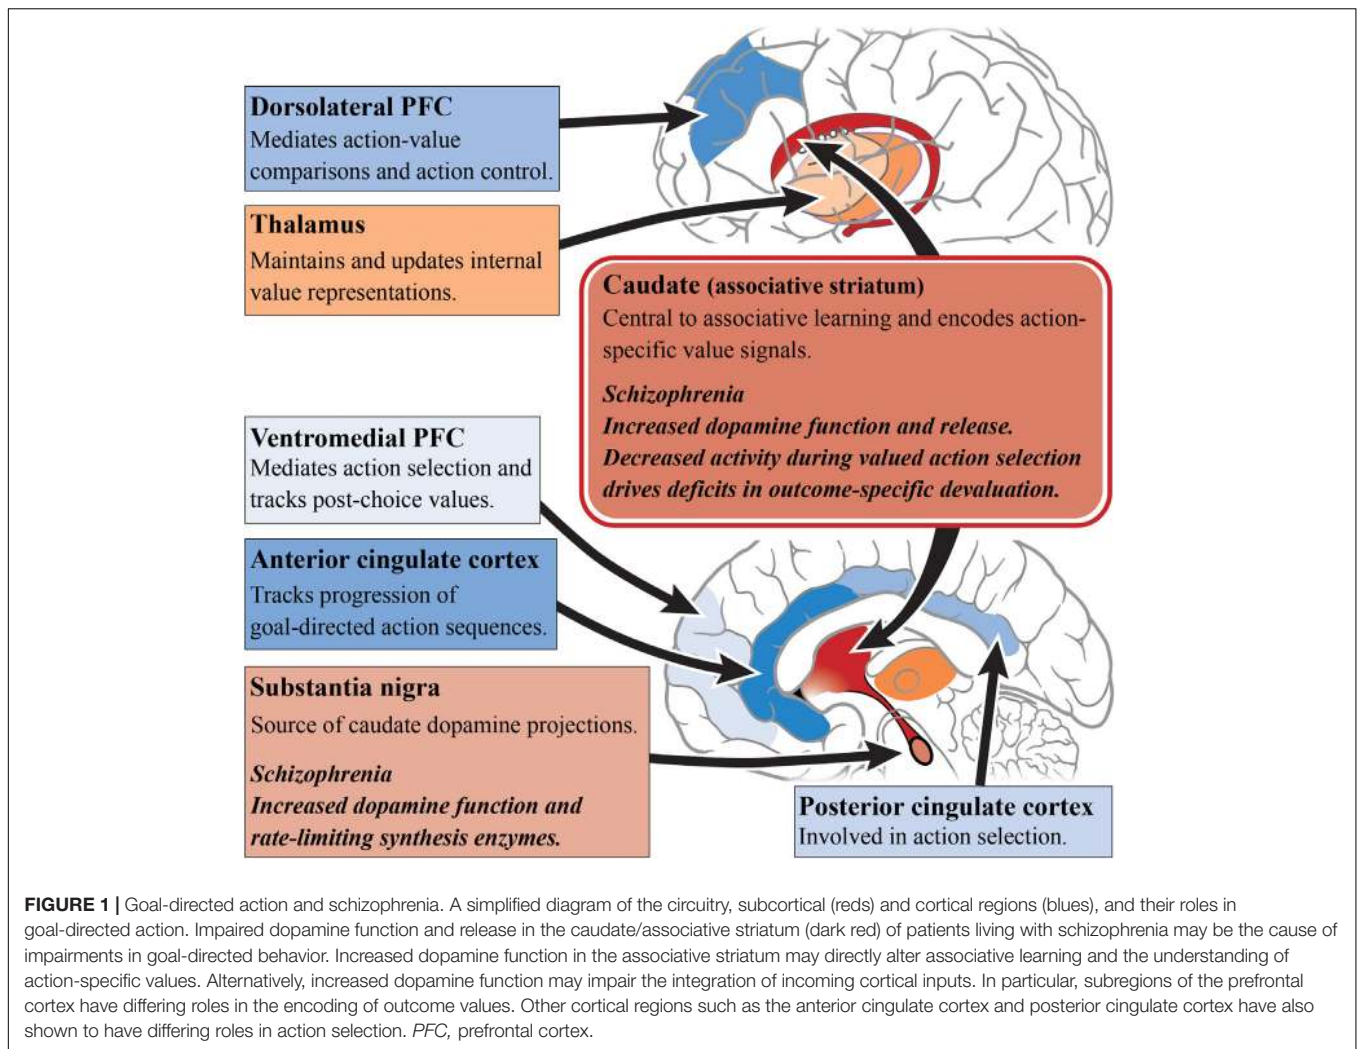 Dorsolateral PFC
Mediates action-value
comparisons and action control.
Thalamus
Maintains and updates internal
value representations.
Caudate (associative striatum)
Central to associative learning and encodes action-
specific value signals.
Schizophrenia
Increased dopamine function and release.
Decreased activity during valued action selection
drives deficits in outcome-specific devaluation.
Ventromedial PFC
Mediates action selection and
tracks post-choice values.
Anterior cingulate cortex
Tracks progression of
goal-directed action sequences.
Substantia nigra
Source of caudate dopamine projections.
Schizophrenia
Increased dopamine function and
rate-limiting synthesis enzymes.
Posterior cingulate cortex
Involved in action selection.
FIGURE 1 | Goal-directed action and schizophrenia. A simplified diagram of the circuitry, subcortical (reds) and cortical regions (blues), and their roles in
goal-directed action. Impaired dopamine function and release in the caudate/associative striatum (dark red) of patients living with schizophrenia may be the cause of
impairments in goal-directed behavior. Increased dopamine function in the associative striatum may directly alter associative learning and the understanding of
action-specific values. Alternatively, increased dopamine function may impair the integration of incoming cortical inputs. In particular, subregions of the prefrontal
cortex have differing roles in the encoding of outcome values. Other cortical regions such as the anterior cingulate cortex and posterior cingulate cortex have also
shown to have differing roles in action selection. PFC, prefrontal cortex.